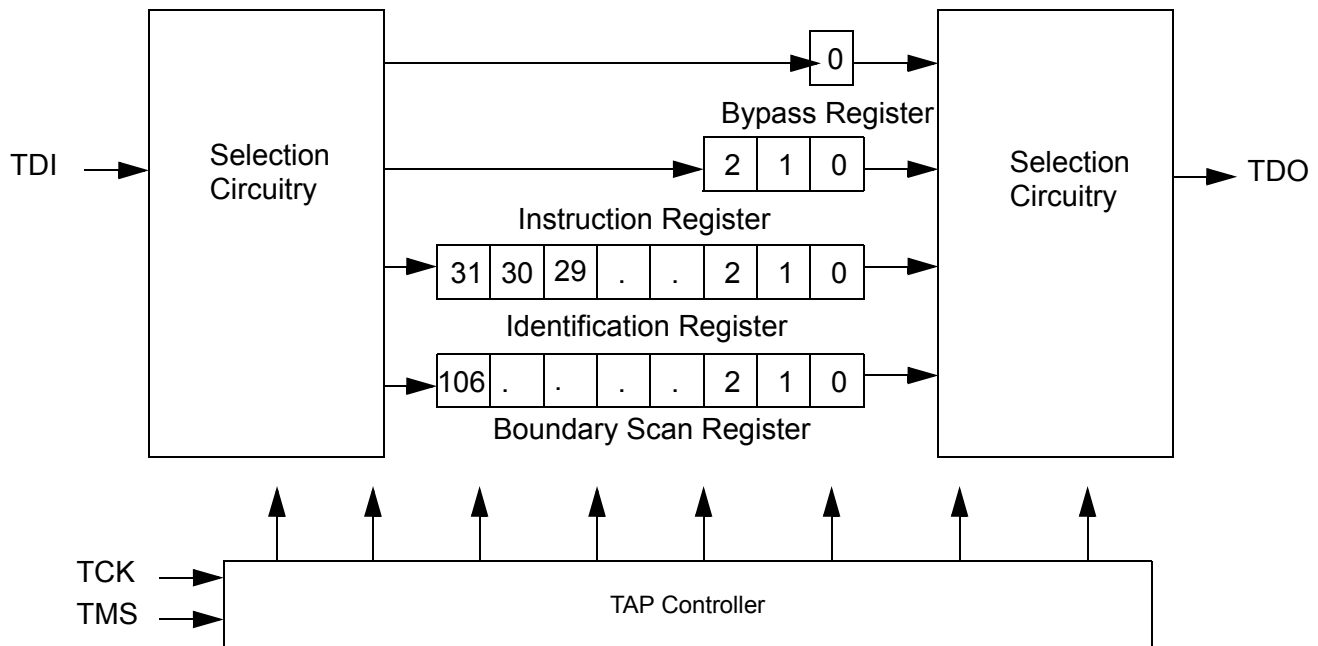 0
Bypass Register
TDI
Selection
Circuitry
2 1 0
Selection
Circuitry
TDO
Instruction Register
31 30 29 . . 2 1 0
Identification Register
106 . . . . 2 1 0
Boundary Scan Register
TCK
TMS
TAP Controller